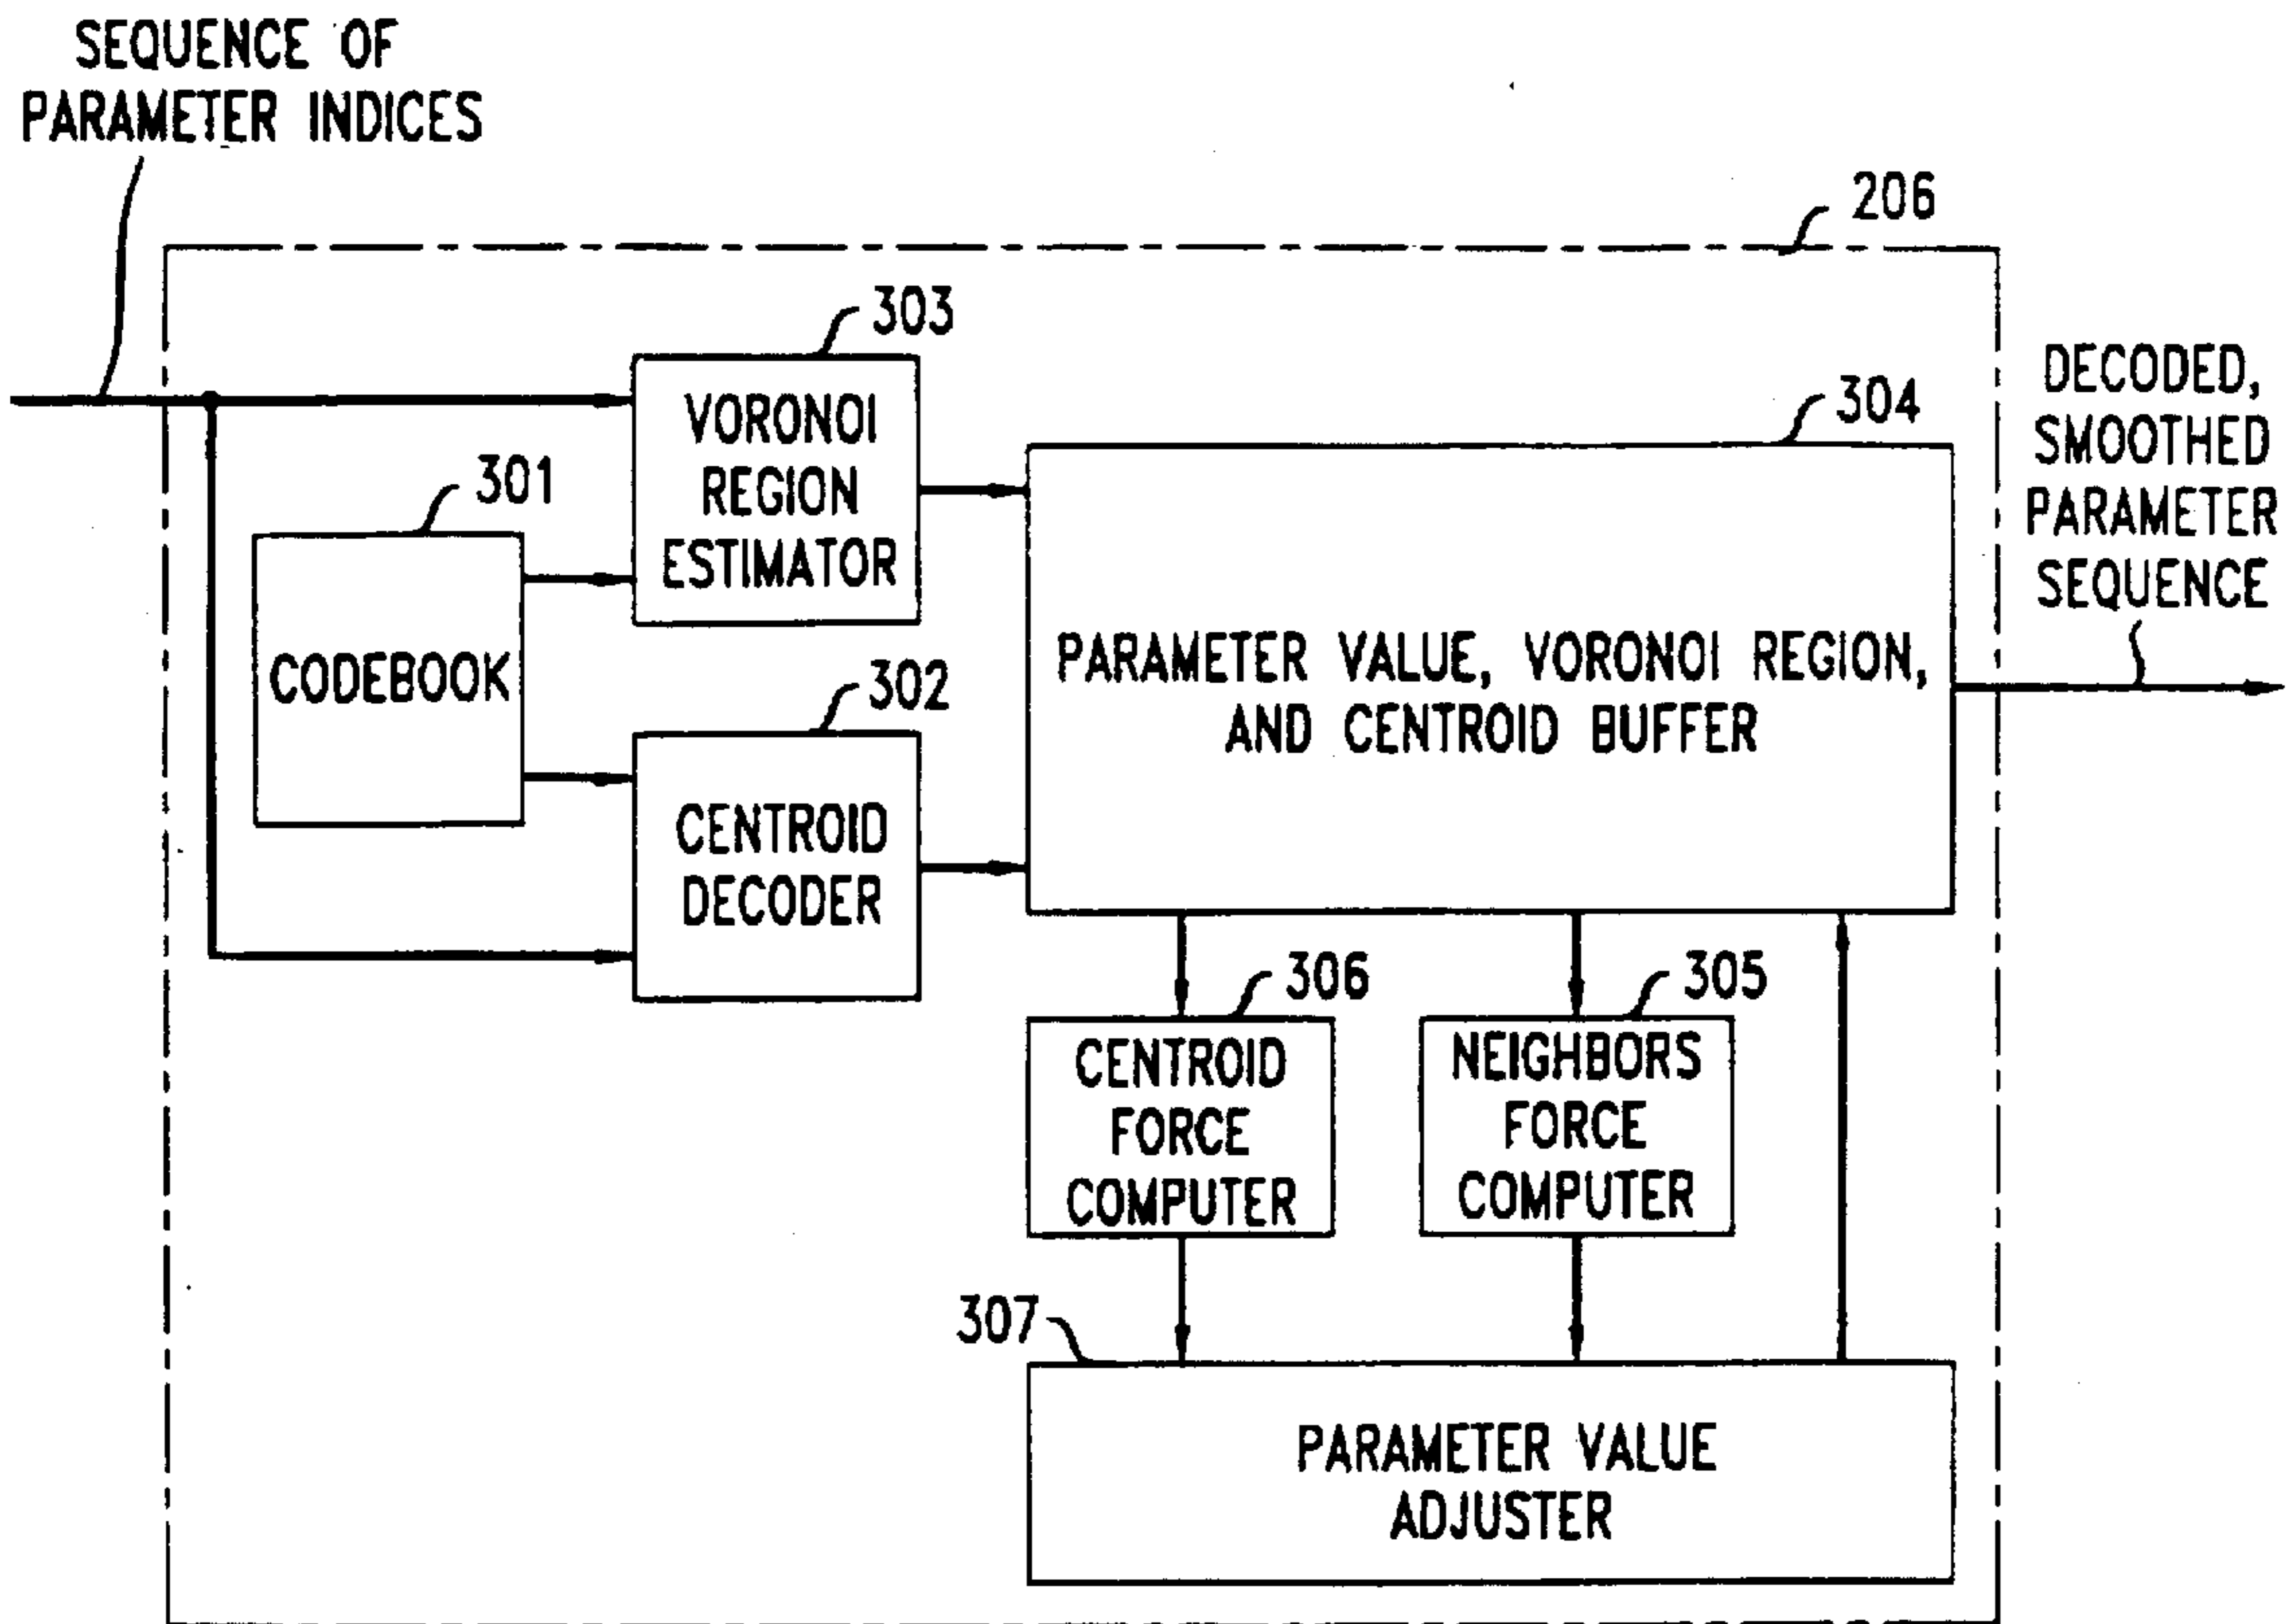 SEQUENCE OF
PARAMETER INDICES
206
303
VORONOI
REGION
ESTIMATOR
304
DECODED,
SMOOTHED
PARAMETER
SEQUENCE
301
CODEBOOK
PARAMETER VALUE, VORONOI REGION,
AND CENTROID BUFFER
302
CENTROID
DECODER
306
CENTROID
FORCE
COMPUTER
305
NEIGHBORS
FORCE
COMPUTER
307
PARAMETER VALUE
ADJUSTER